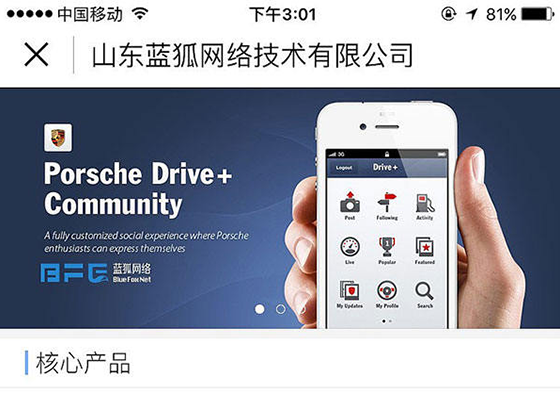 中国移动
下午3:01
81%
山东蓝狐网络技术有限公司
Porsche Drive+
Community
A fully customized social experience where Porsche
enthusiasts can express themselves
BFE 蓝狐网络
Blue Fox.Net
3G
Logout
Drive+
Post
Following
Activity
Live
Popular
Featured
My Updates
My Profile
Search
核心产品